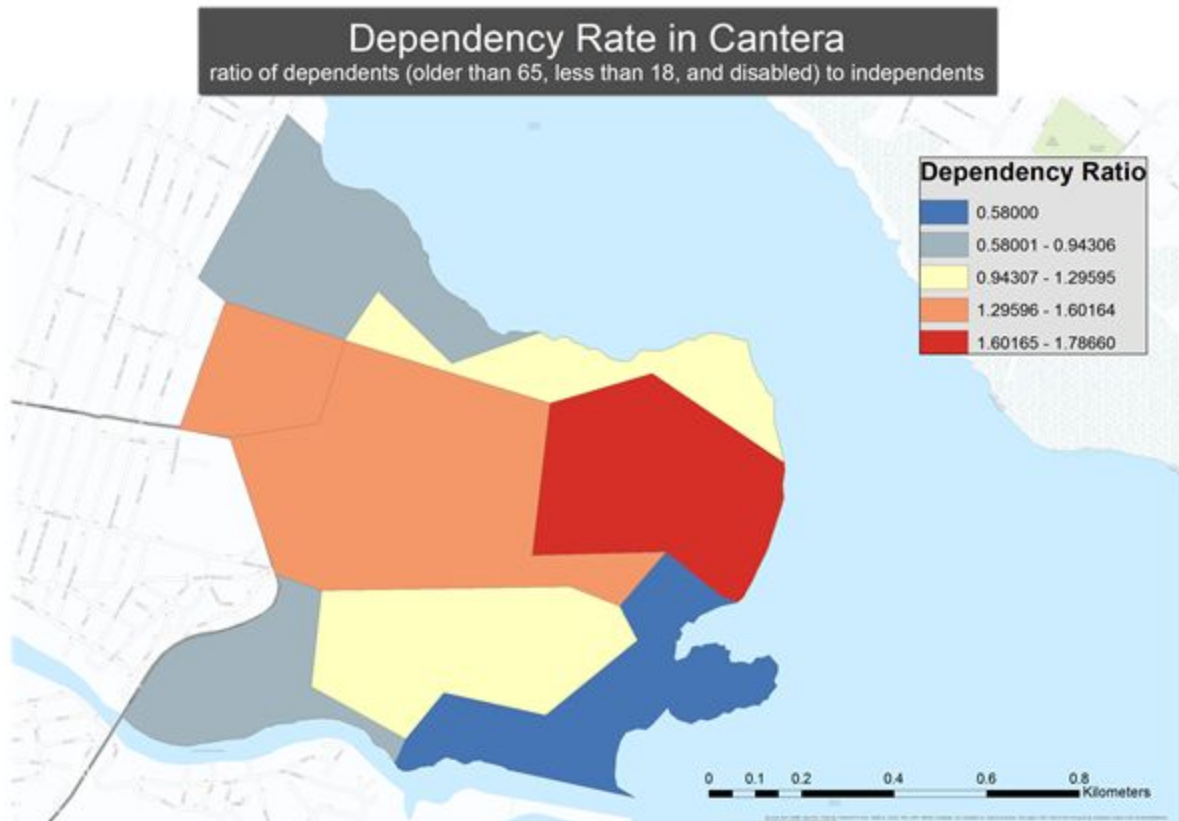 Dependency Rate in Cantera
ratio of dependents (older than 65, less than 18, and disabled) to independents
Dependency Ratio
0.58000
0.58001 - 0.94306
0.94307 - 1.29595
1.29596 - 1.60164
1.60165 - 1.78660
0 0.1 0.2 0.4 0.6 0.8
Kilometers